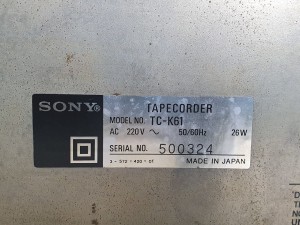 SONY®
TAPECORDER
MODEL NO. TC-K61
AC 220V ~ 50/60Hz 26W
SERIAL NO. 500324
MADE IN JAPAN